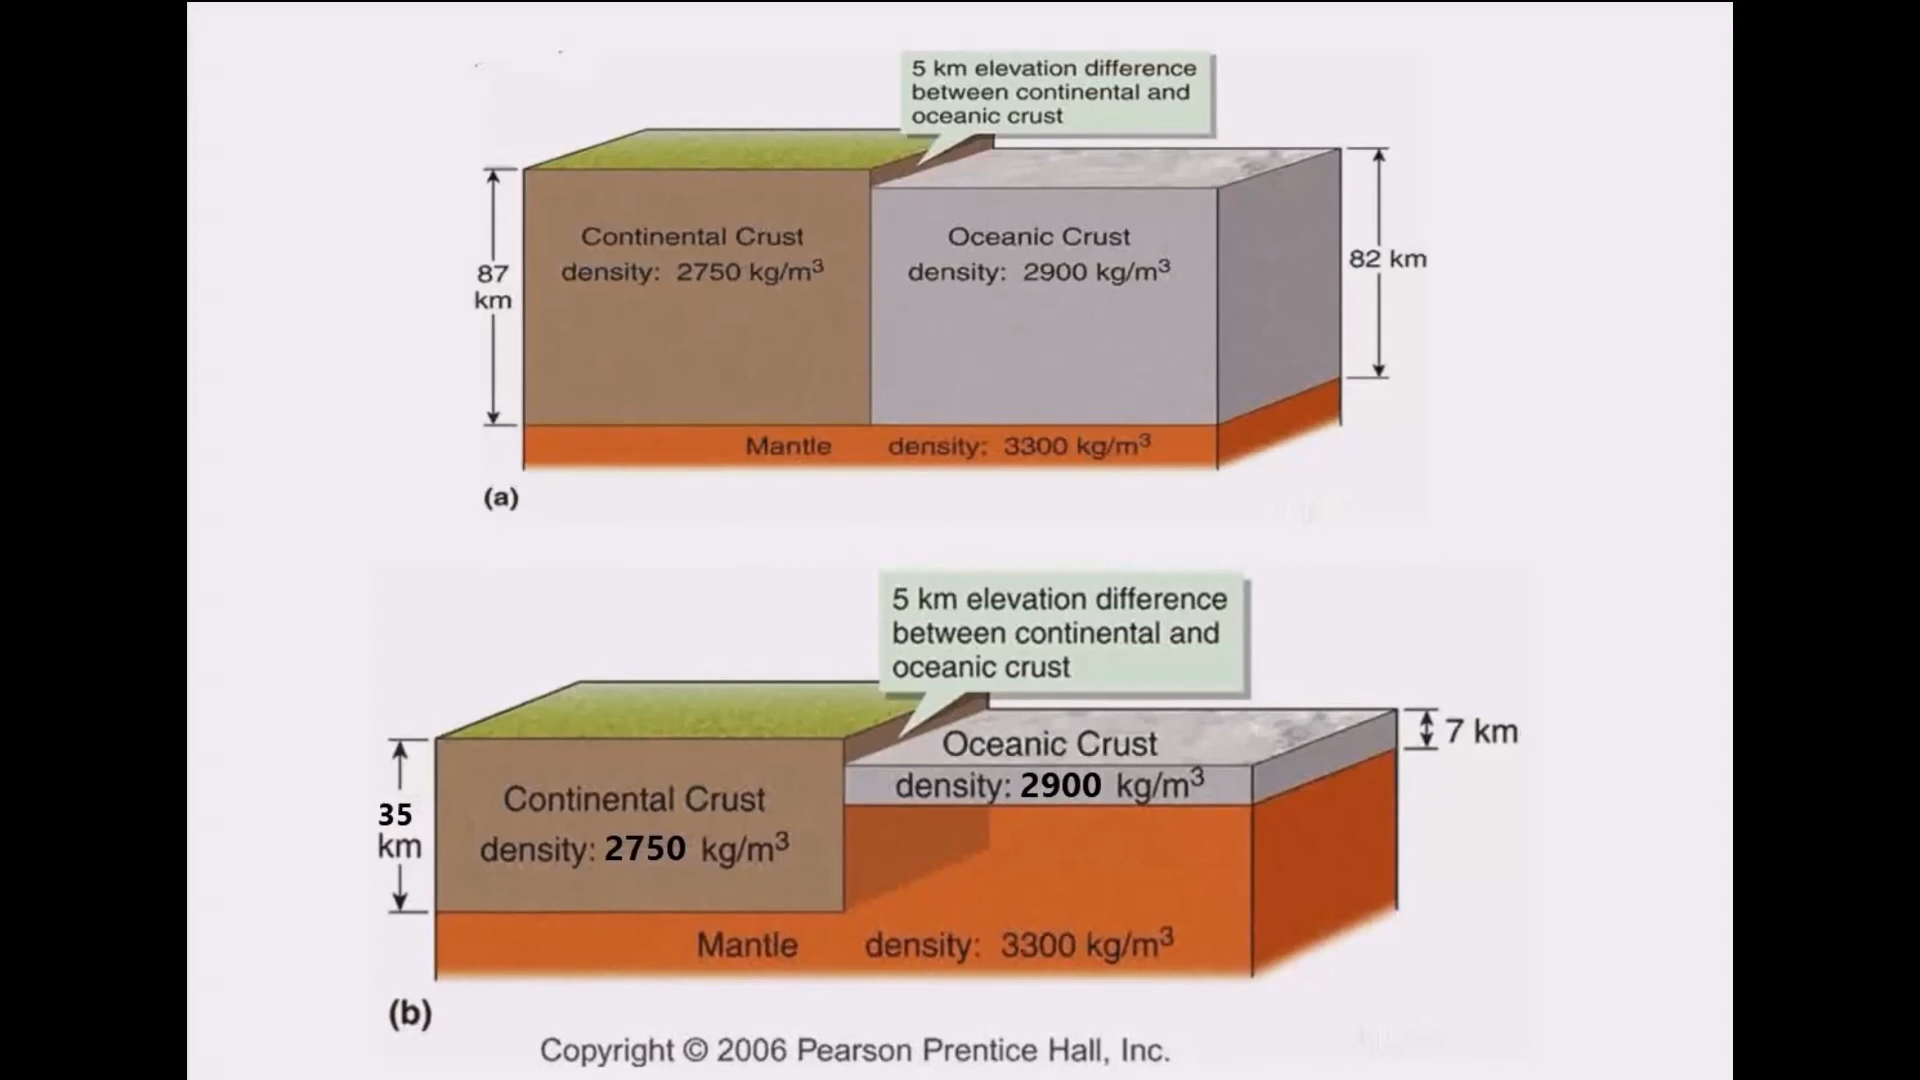 5 km elevation difference
between continental and
oceanic crust
Continental Crust
density: 2750 kg/m³
Oceanic Crust
density: 2900 kg/m³
87
km
82 km
Mantle density: 3300 kg/m³
(a)
5 km elevation difference
between continental and
oceanic crust
7 km
Oceanic Crust
density: 2900 kg/m³
35
km
Continental Crust
density: 2750 kg/m³
Mantle density: 3300 kg/m³
(b)
Copyright © 2006 Pearson Prentice Hall, Inc.